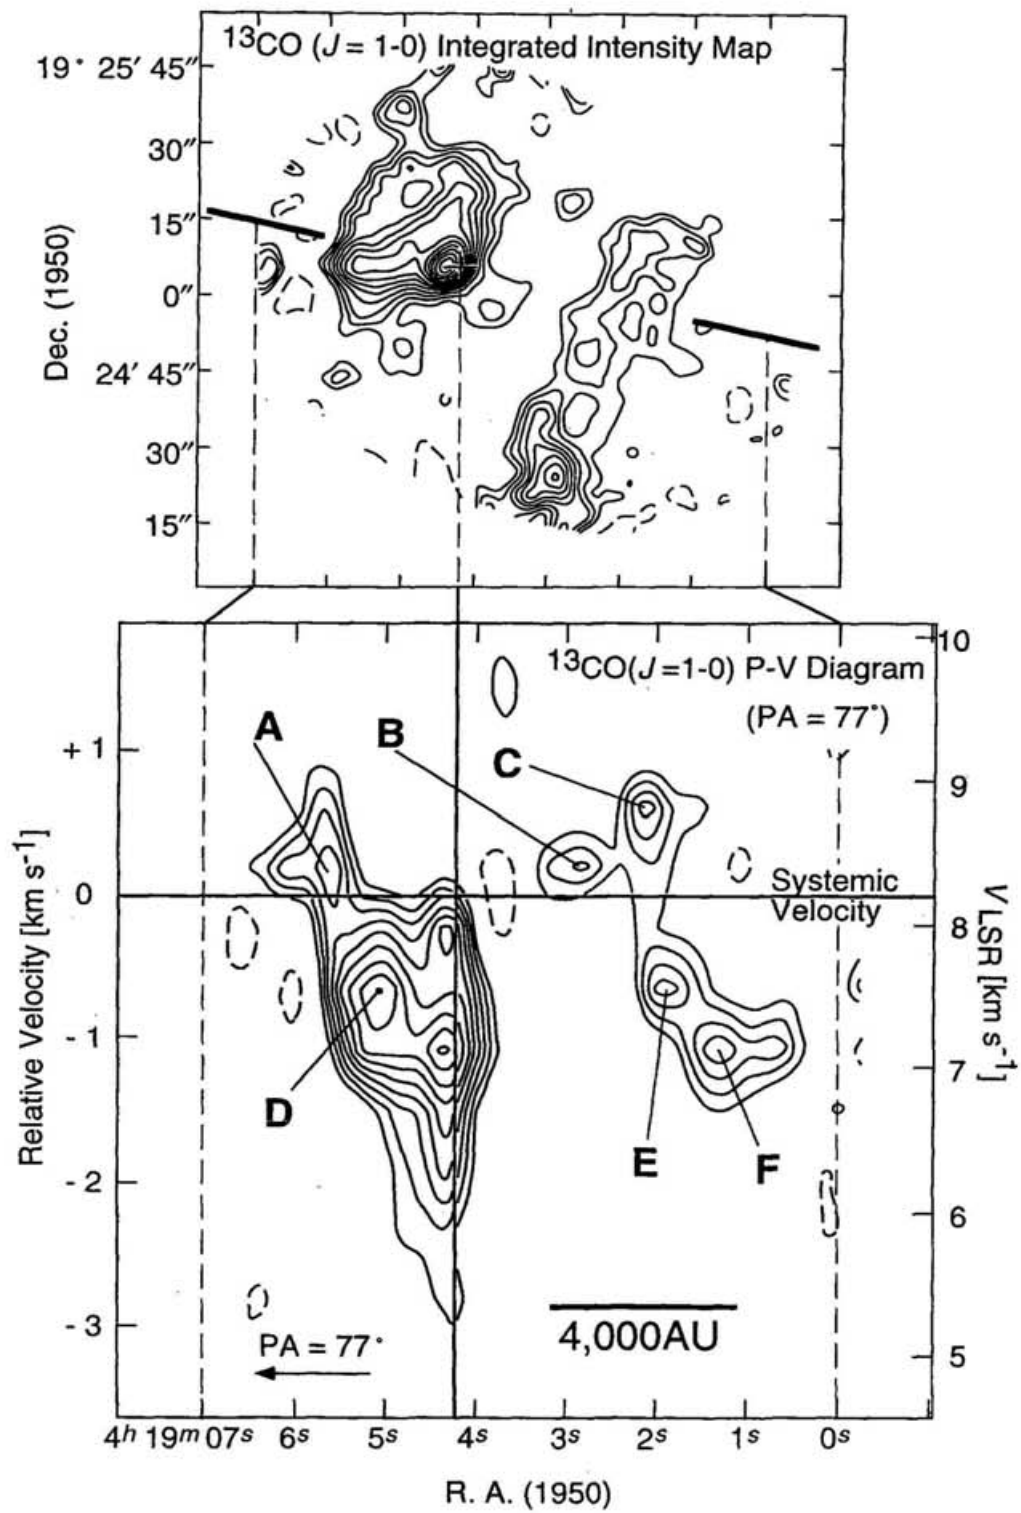 13CO (J = 1-0) Integrated Intensity Map
19° 25′ 45″
30″
15″
0″
24′ 45″
30″
15″
Dec. (1950)
13CO(J=1-0) P-V Diagram
(PA = 77°)
A
B
C
D
E
F
+ 1
0
- 1
- 2
- 3
Relative Velocity [km s-1]
Systemic
Velocity
10
9
8
7
6
5
VLSR [km s-1]
4,000AU
PA = 77°
4h 19m 07s 6s 5s 4s 3s 2s 1s 0s
R. A. (1950)